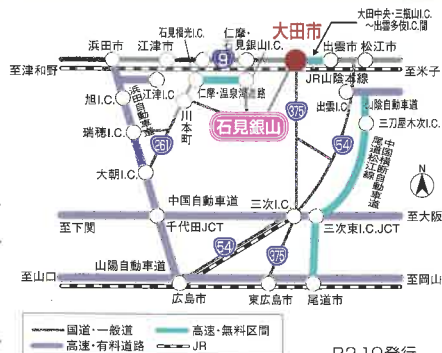 石見福光I.C.
仁摩・
石見銀山I.C.
大田市
大田中央・三瓶山I.C.
～出雲多伎I.C.間
浜田市
江津市
出雲市
松江市
9
至津和野
至米子
JR山陰本線
江津I.C.
旭I.C.
浜田自動車道
仁摩・温泉津道路
川本町
石見銀山
375
出雲I.C.
山陰自動車道
瑞穂I.C.
261
54
三刀屋木次I.C.
中国横断自動車道
尾道松江線
大朝I.C.
中国自動車道
三次I.C.
至大阪
至下関
千代田JCT
三次東I.C.JCT
54
375
山陽自動車道
至山口
至岡山
広島市
東広島市
尾道市
国道・一般道
高速・無料区間
高速・有料道路
JR
R2.10発行